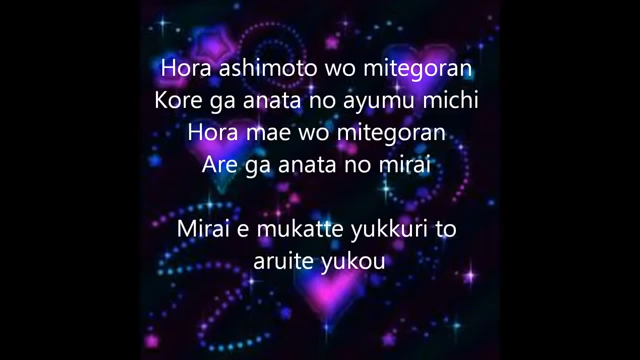 Hora ashimoto wo mitegoran
Kore ga anata no ayumu michi
Hora mae wo mitegoran
Are ga anata no mirai
Mirai e mukatte yukkuri to
aruite yukou